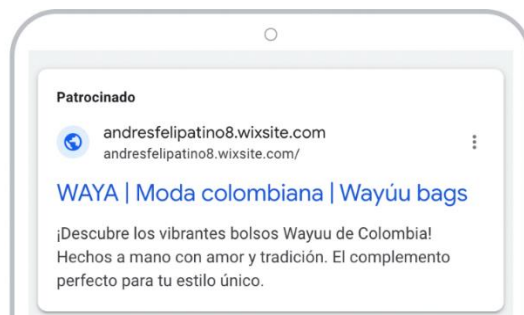 Patrocinado
andresfelipatino8.wixsite.com
andresfelipatino8.wixsite.com/
WAYA | Moda colombiana | Wayúu bags
¡Descubre los vibrantes bolsos Wayuu de Colombia!
Hechos a mano con amor y tradición. El complemento
perfecto para tu estilo único.